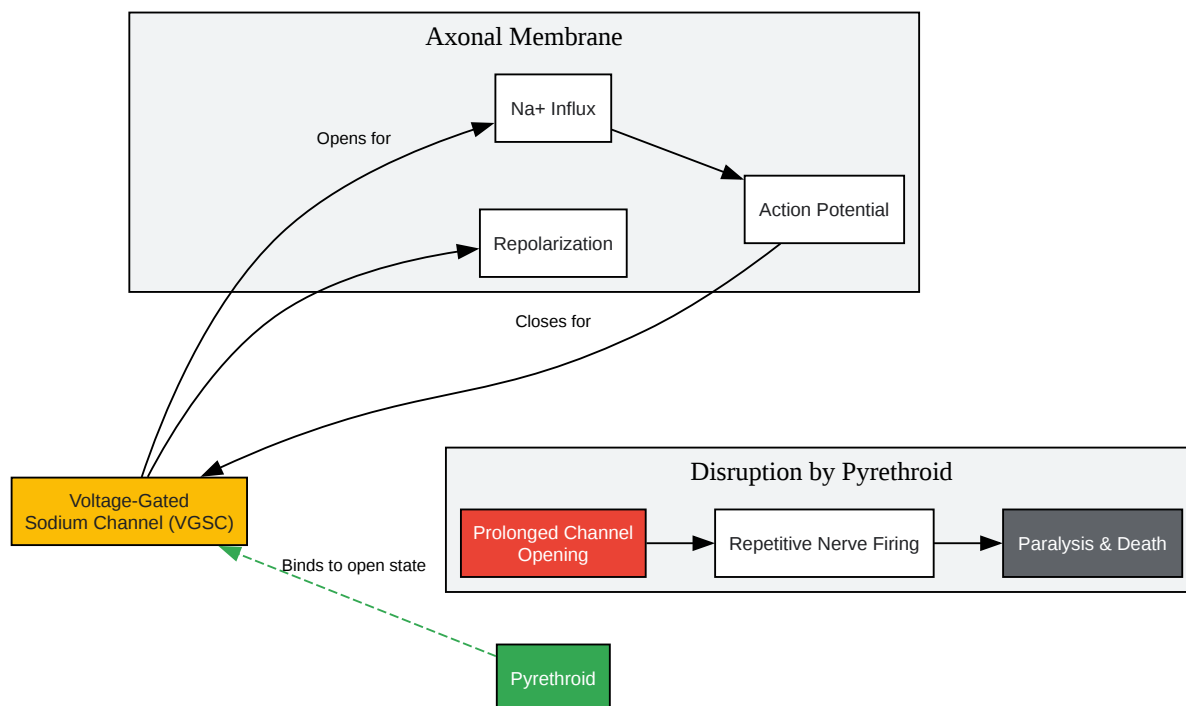 Axonal Membrane
Na+ Influx
Opens for
Action Potential
Repolarization
Closes for
Voltage-Gated
Sodium Channel (VGSC)
Disruption by Pyrethroid
Prolonged Channel
Opening
Repetitive Nerve Firing
Paralysis & Death
Binds to open state
Pyrethroid